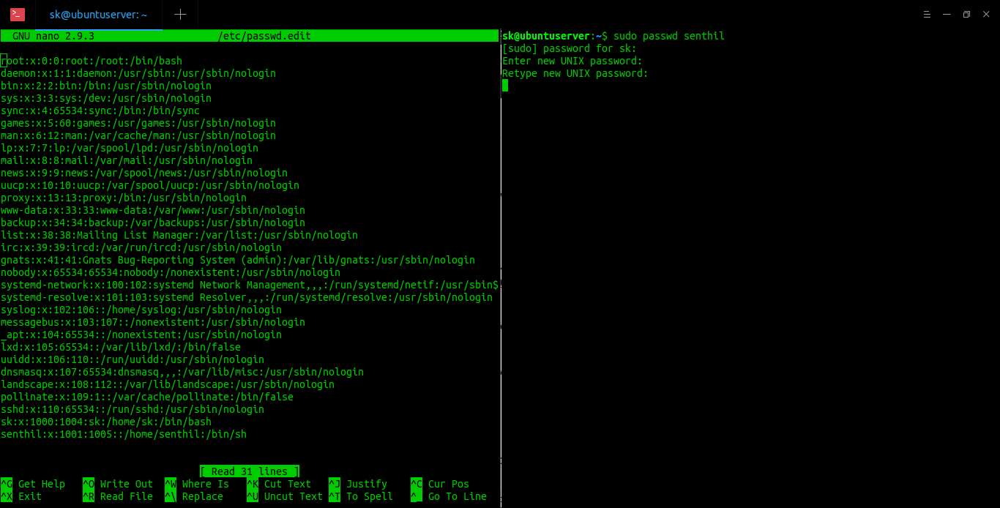 sk@ubuntuserver: ~
GNU nano 2.9.3 /etc/passwd.edit
root:x:0:0:root:/root:/bin/bash
daemon:x:1:1:daemon:/usr/sbin:/usr/sbin/nologin
bin:x:2:2:bin:/bin:/usr/sbin/nologin
sys:x:3:3:sys:/dev:/usr/sbin/nologin
sync:x:4:65534:sync:/bin:/bin/sync
games:x:5:60:games:/usr/games:/usr/sbin/nologin
man:x:6:12:man:/var/cache/man:/usr/sbin/nologin
lp:x:7:7:lp:/var/spool/lpd:/usr/sbin/nologin
mail:x:8:8:mail:/var/mail:/usr/sbin/nologin
news:x:9:9:news:/var/spool/news:/usr/sbin/nologin
uucp:x:10:10:uucp:/var/spool/uucp:/usr/sbin/nologin
proxy:x:13:13:proxy:/bin:/usr/sbin/nologin
www-data:x:33:33:www-data:/var/www:/usr/sbin/nologin
backup:x:34:34:backup:/var/backups:/usr/sbin/nologin
list:x:38:38:Mailing List Manager:/var/list:/usr/sbin/nologin
irc:x:39:39:ircd:/var/run/ircd:/usr/sbin/nologin
gnats:x:41:41:Gnats Bug-Reporting System (admin):/var/lib/gnats:/usr/sbin/nologin
nobody:x:65534:65534:nobody:/nonexistent:/usr/sbin/nologin
systemd-network:x:100:102:systemd Network Management,,,:/run/systemd/netif:/usr/sbin$
systemd-resolve:x:101:103:systemd Resolver,,,:/run/systemd/resolve:/usr/sbin/nologin
syslog:x:102:106::/home/syslog:/usr/sbin/nologin
messagebus:x:103:107::/nonexistent:/usr/sbin/nologin
_apt:x:104:65534::/nonexistent:/usr/sbin/nologin
lxd:x:105:65534::/var/lib/lxd/:/bin/false
uuidd:x:106:110::/run/uuidd:/usr/sbin/nologin
dnsmasq:x:107:65534:dnsmasq,,,:/var/lib/misc:/usr/sbin/nologin
landscape:x:108:112::/var/lib/landscape:/usr/sbin/nologin
pollinate:x:109:1::/var/cache/pollinate:/bin/false
sshd:x:110:65534::/run/sshd:/usr/sbin/nologin
sk:x:1000:1004:sk:/home/sk:/bin/bash
senthil:x:1001:1005::/home/senthil:/bin/sh
[ Read 31 lines ]
^G Get Help ^O Write Out ^W Where Is ^K Cut Text ^J Justify ^C Cur Pos
^X Exit ^R Read File ^\ Replace ^U Uncut Text ^T To Spell ^_ Go To Line
sk@ubuntuserver:~$ sudo passwd senthil
[sudo] password for sk:
Enter new UNIX password:
Retype new UNIX password: